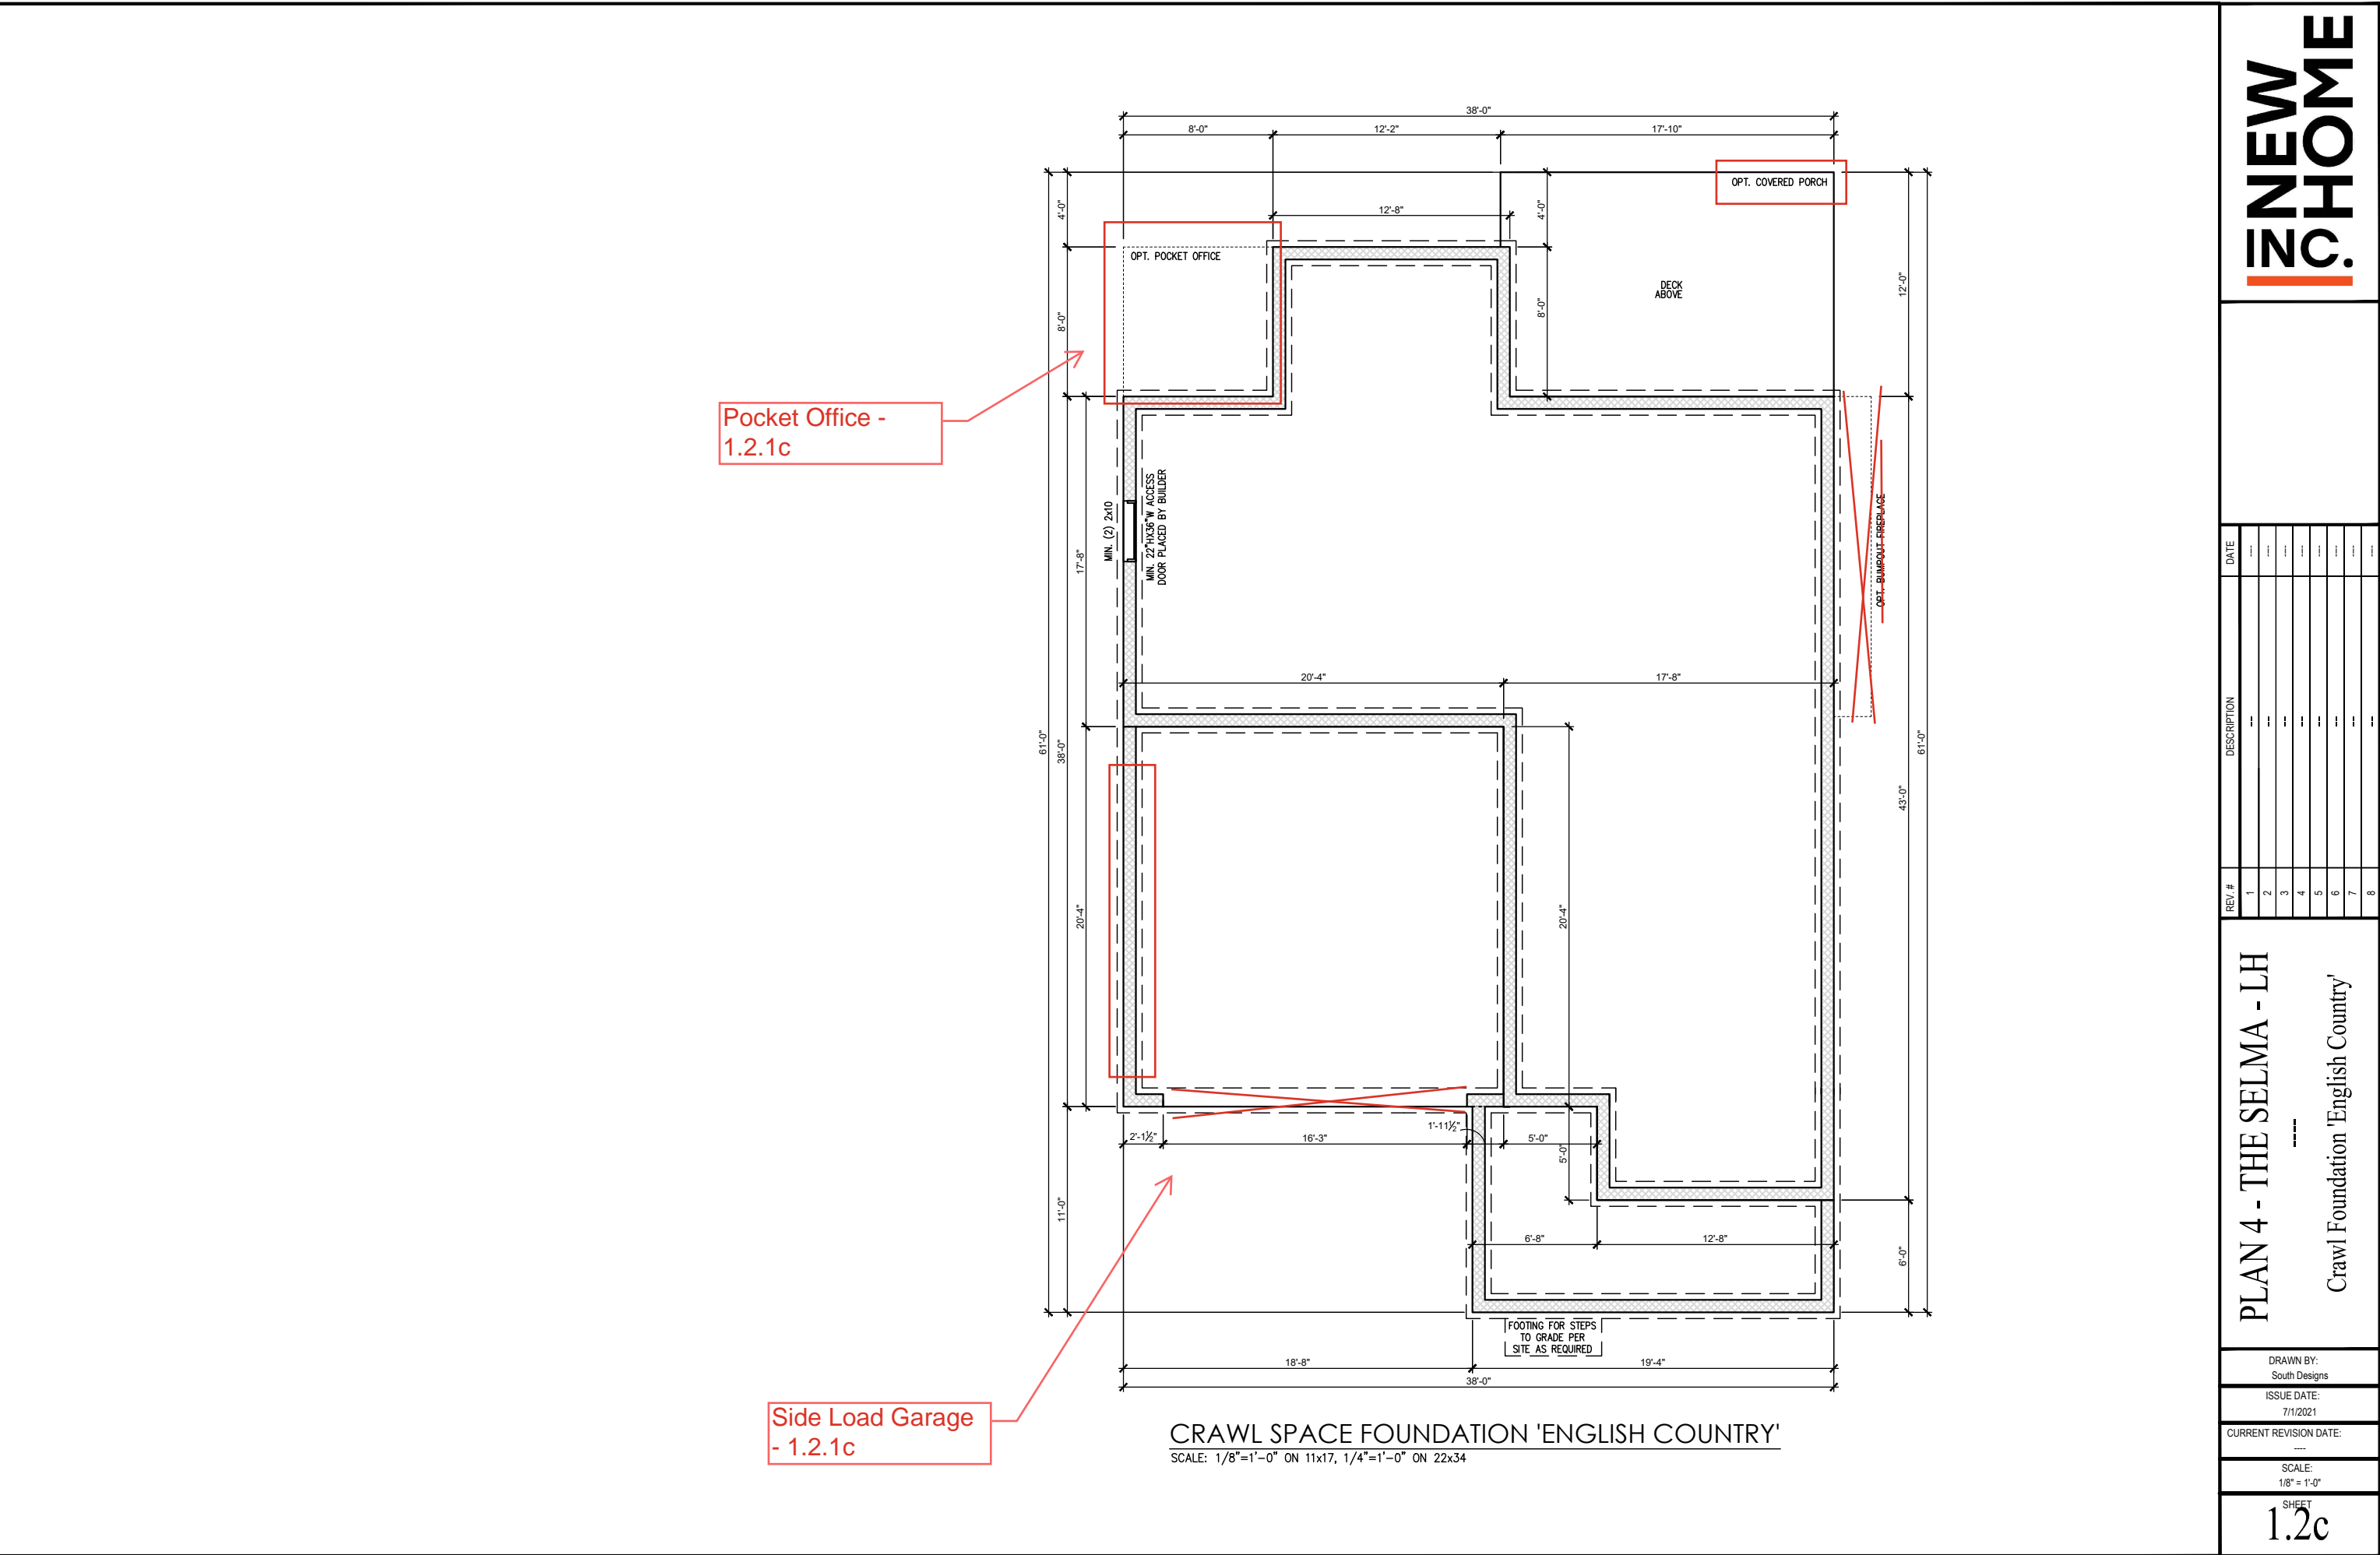 38'-0"
8'-0"
12'-2"
17'-10"
OPT. COVERED PORCH
4'-0"
12'-8"
4'-0"
OPT. POCKET OFFICE
DECK
ABOVE
12'-0"
8'-0"
8'-0"
Pocket Office -
1.2.1c
MIN. (2) 2x10
MIN. 22"HX36"W ACCESS
DOOR PLACED BY BUILDER
OPT. BUMPOUT FIREPLACE
17'-8"
20'-4"
17'-8"
61'-0"
38'-0"
61'-0"
43'-0"
20'-4"
20'-4"
2'-1½"
16'-3"
1'-11½"
5'-0"
5'-0"
11'-0"
6'-8"
12'-8"
6'-0"
FOOTING FOR STEPS
TO GRADE PER
SITE AS REQUIRED
18'-8"
19'-4"
38'-0"
Side Load Garage
- 1.2.1c
CRAWL SPACE FOUNDATION 'ENGLISH COUNTRY'
SCALE: 1/8"=1'-0" ON 11x17, 1/4"=1'-0" ON 22x34
NEW
HOME
INC.
REV. # DESCRIPTION DATE
1 -- ----
2 -- ----
3 -- ----
4 -- ----
5 -- ----
6 -- ----
7 -- ----
8 -- ----
PLAN 4 - THE SELMA - LH
----
Crawl Foundation 'English Country'
DRAWN BY:
South Designs
ISSUE DATE:
7/1/2021
CURRENT REVISION DATE:
----
SCALE:
1/8" = 1'-0"
SHEET
1.2c